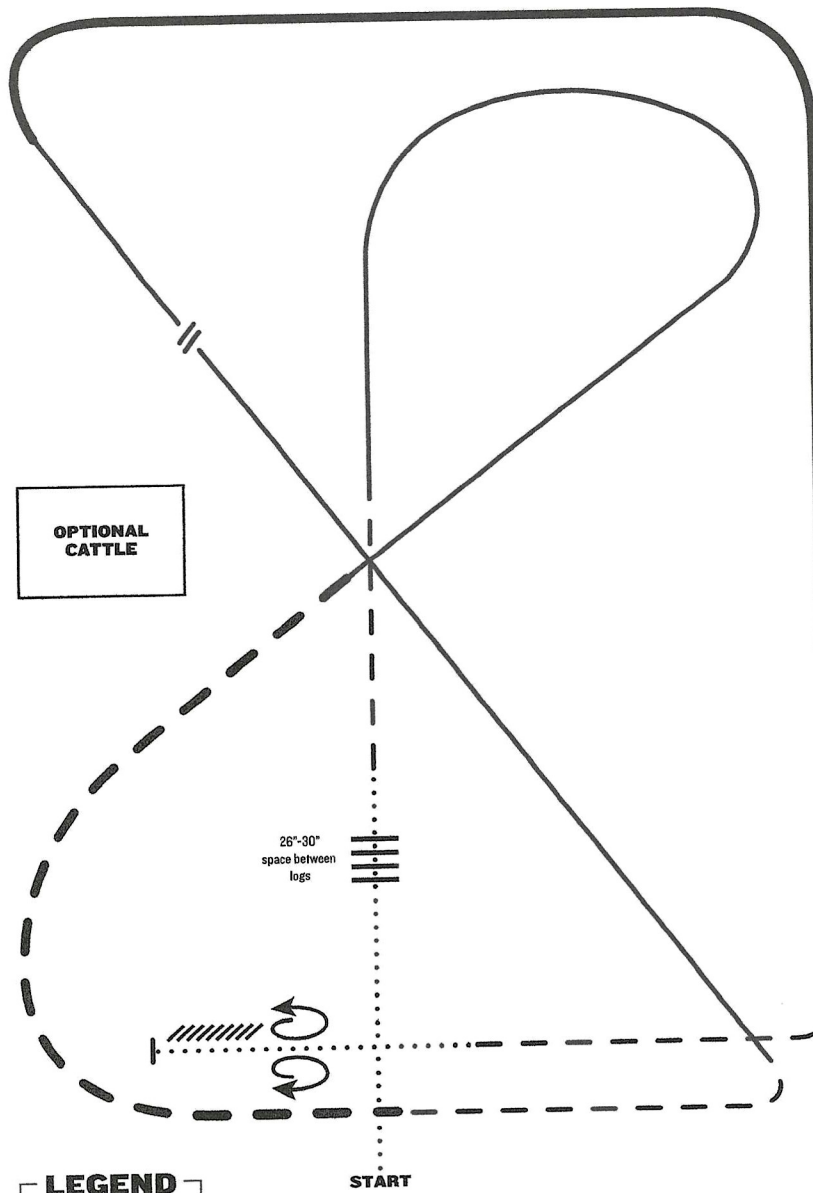 OPTIONAL
CATTLE
26"-30"
space between
logs
START
LEGEND